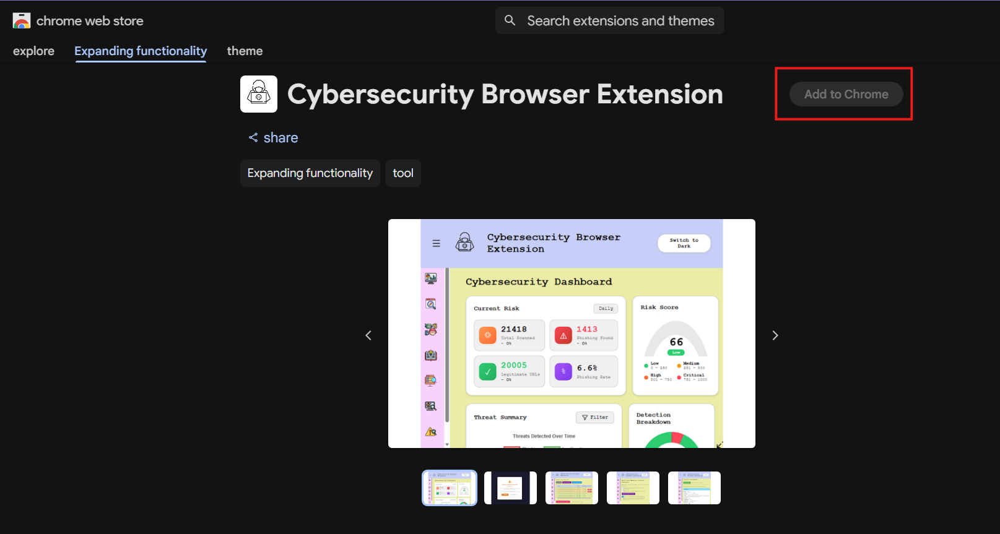 chrome web store
Search extensions and themes
explore
Expanding functionality
theme
Cybersecurity Browser Extension
Add to Chrome
share
Expanding functionality
tool
Cybersecurity Browser
Extension
Switch to
Dark
Cybersecurity Dashboard
Current Risk
Daily
21418
Total Scanned
- 0%
1413
Phishing Found
- 0%
20005
Legitimate URLs
- 0%
6.6%
Phishing Rate
Risk Score
66
Low
Low
0 - 250
Medium
251 - 500
High
501 - 750
Critical
751 - 1000
Threat Summary
Filter
Threats Detected Over Time
Detection
Breakdown